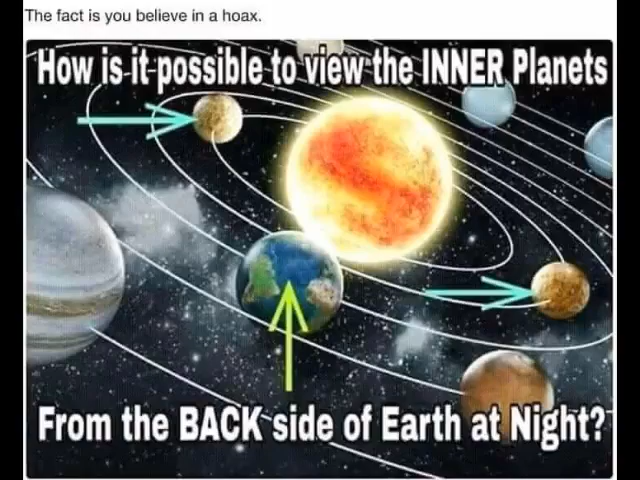 The fact is you believe in a hoax.
How is it possible to view the INNER Planets
From the BACK side of Earth at Night?